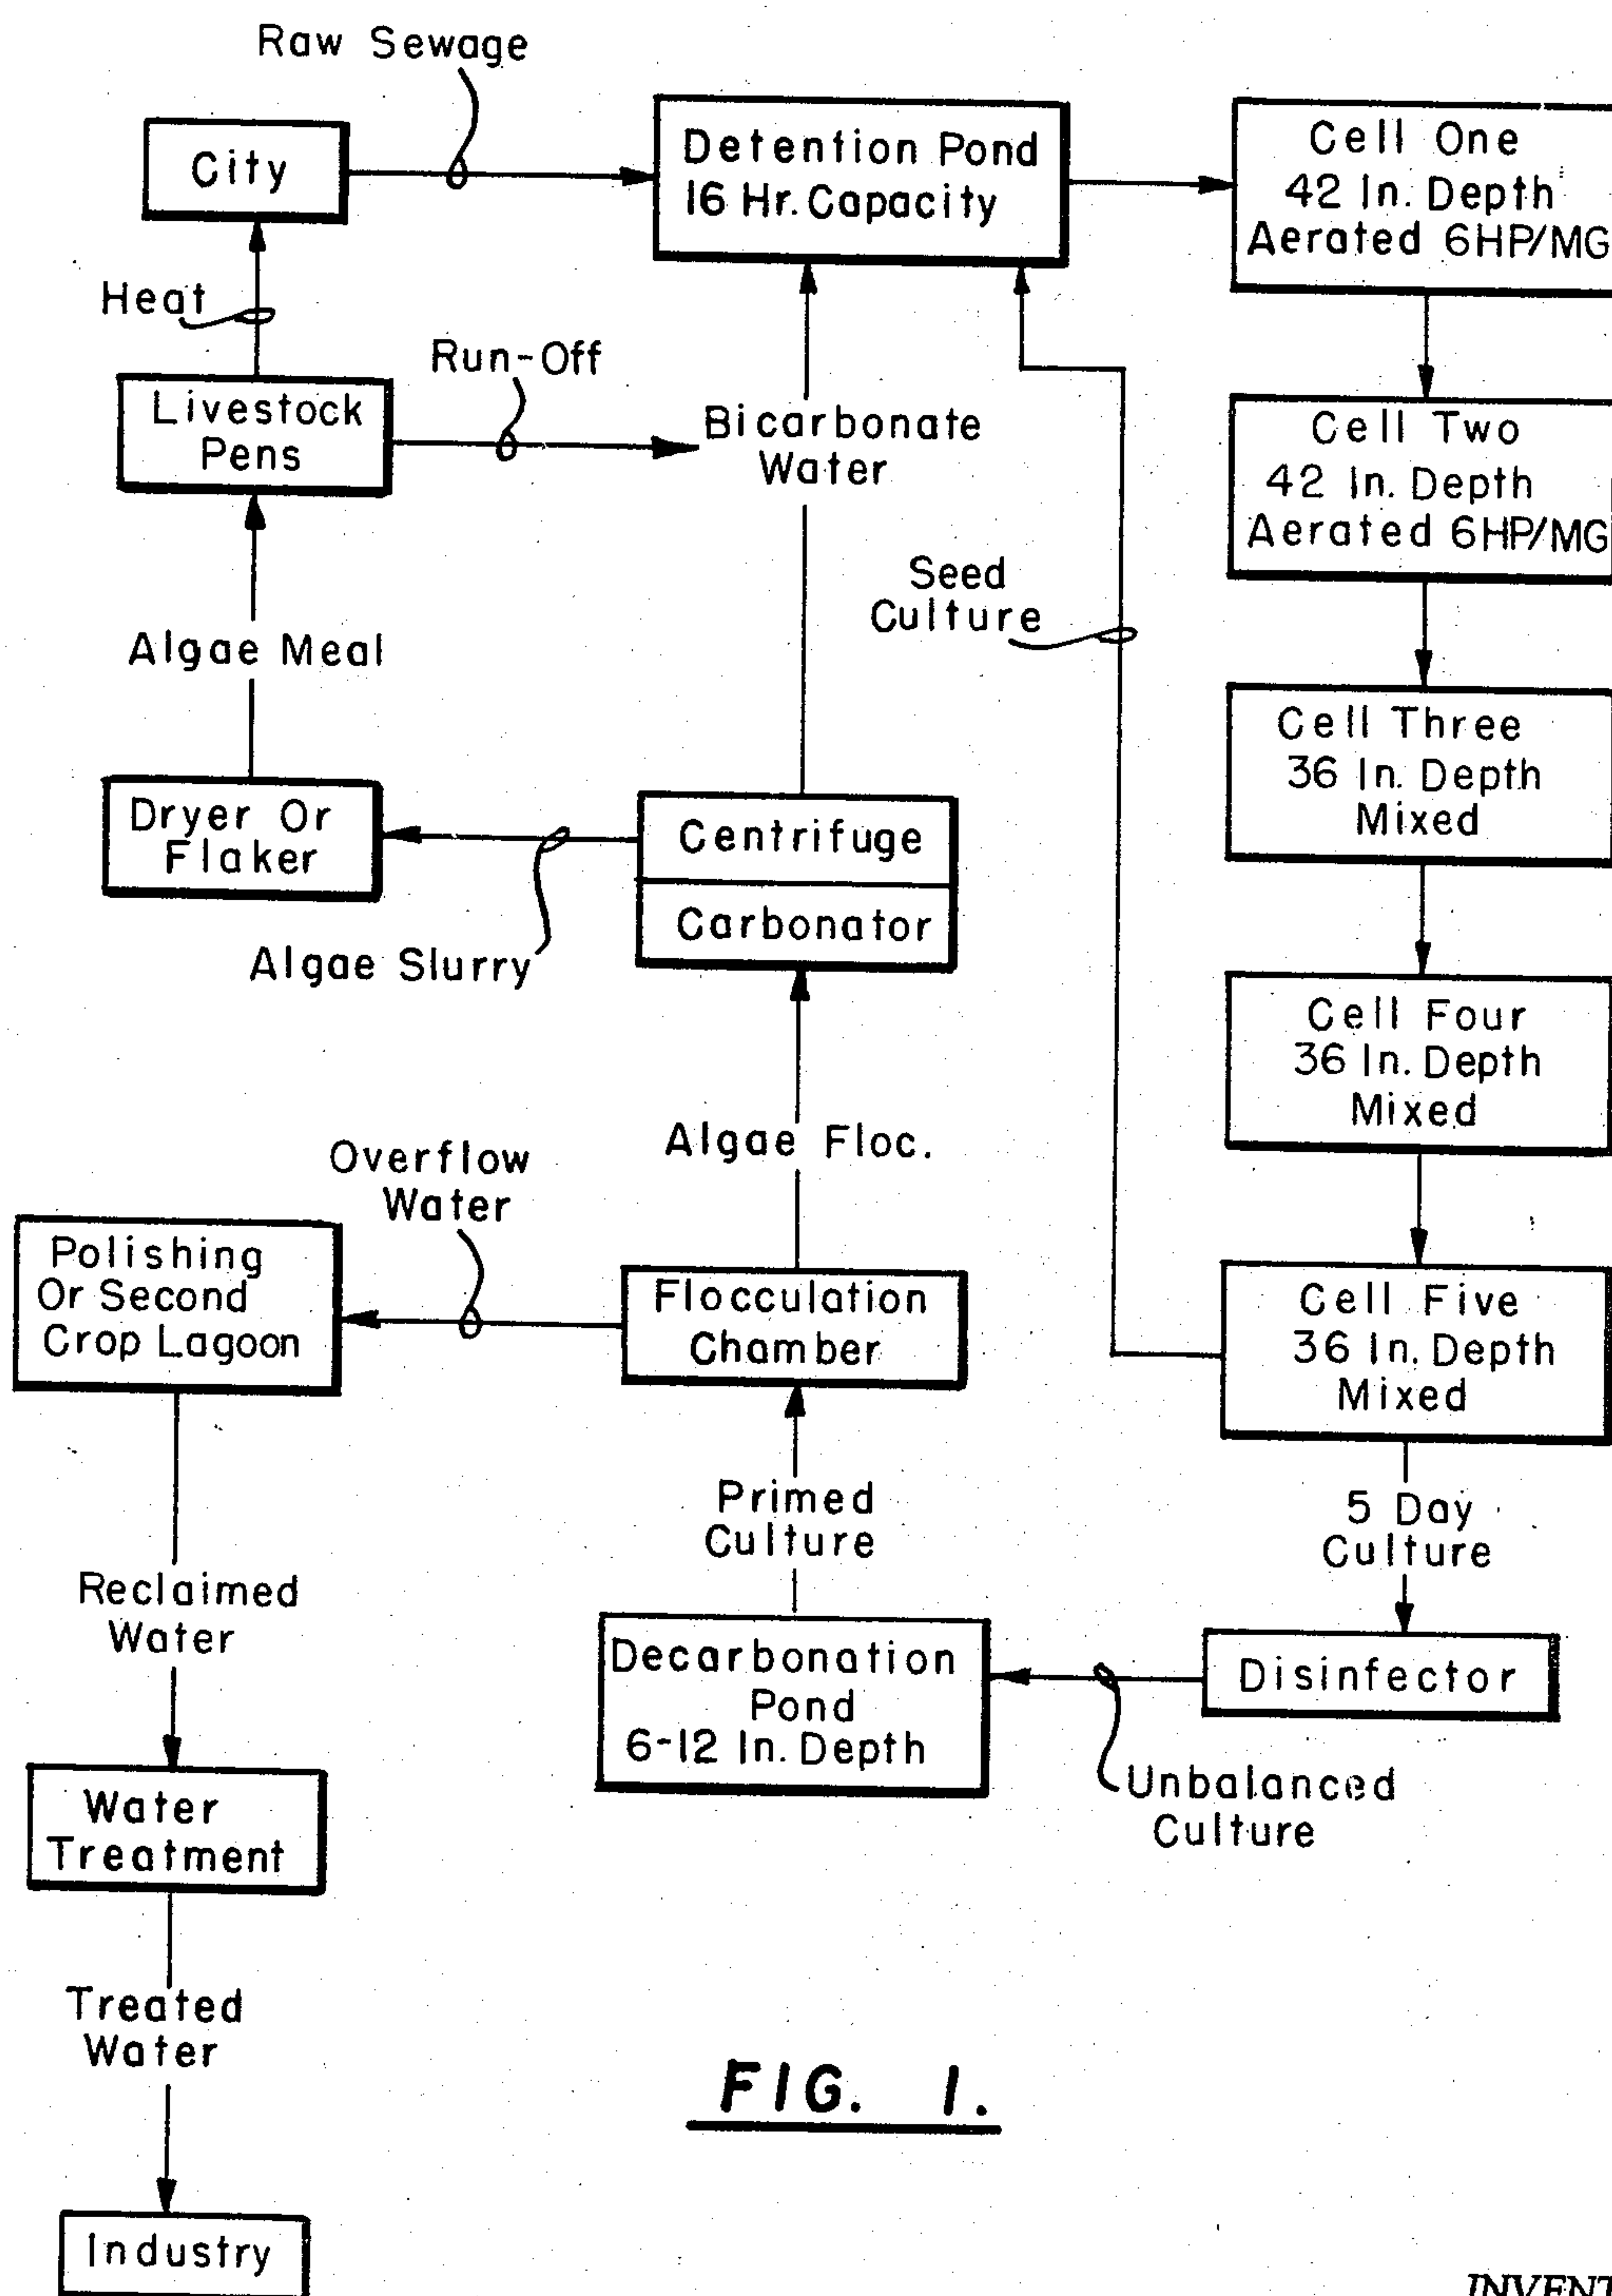 Raw Sewage
City
Detention Pond
16 Hr. Capacity
Cell One
42 In. Depth
Aerated 6HP/MG
Heat
Run-Off
Livestock
Pens
Bicarbonate
Water
Cell Two
42 In. Depth
Aerated 6HP/MG
Seed
Culture
Algae Meal
Cell Three
36 In. Depth
Mixed
Dryer Or
Flaker
Centrifuge
Carbonator
Algae Slurry
Cell Four
36 In. Depth
Mixed
Algae Floc.
Overflow
Water
Polishing
Or Second
Crop Lagoon
Flocculation
Chamber
Cell Five
36 In. Depth
Mixed
Primed
Culture
5 Day
Culture
Reclaimed
Water
Decarbonation
Pond
6-12 In. Depth
Disinfector
Unbalanced
Culture
Water
Treatment
Treated
Water
FIG. 1.
Industry
INVENT